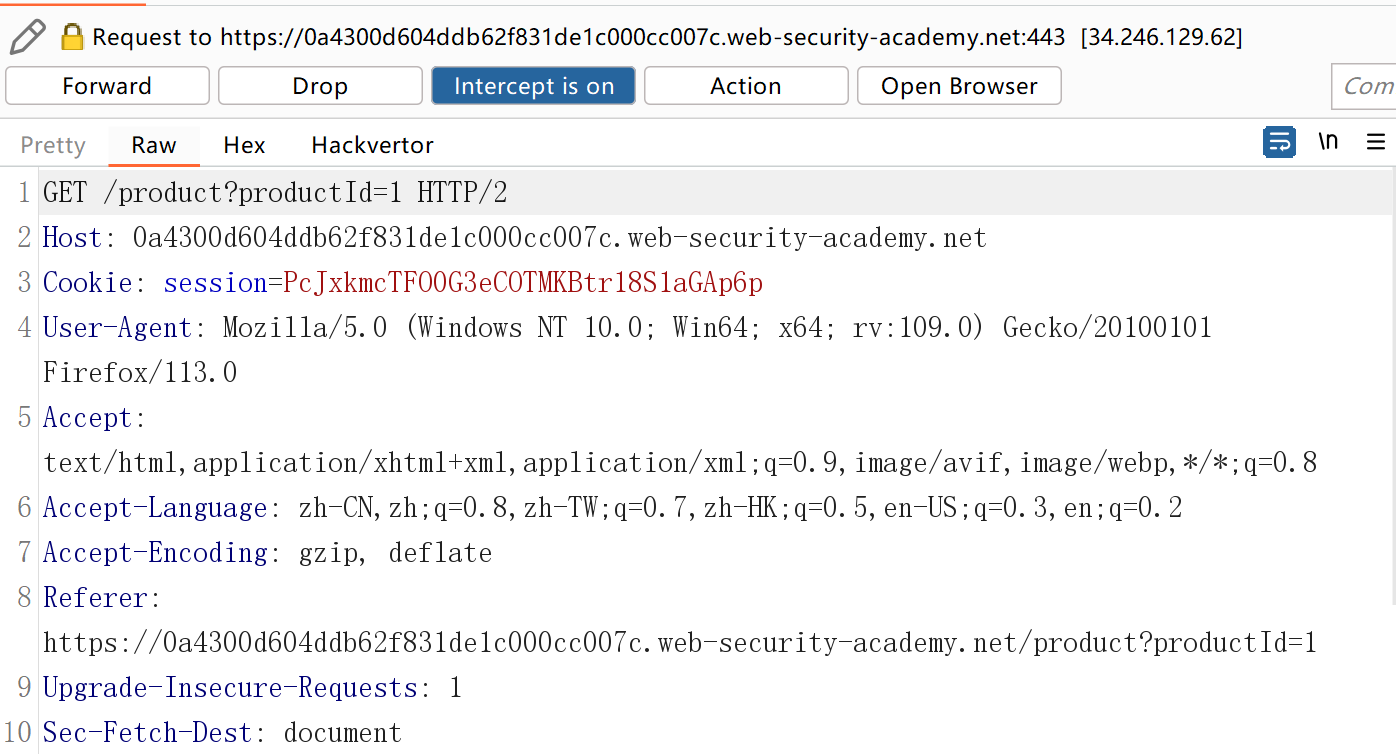 Request to https://0a4300d604ddb62f831de1c000cc007c.web-security-academy.net:443 [34.246.129.62]
Forward Drop Intercept is on Action Open Browser Com
Pretty Raw Hex Hackvertor \n
1 GET /product?productId=1 HTTP/2
2 Host: 0a4300d604ddb62f831de1c000cc007c.web-security-academy.net
3 Cookie: session=PcJxkmcTFOOG3eCOTMKBtr18S1aGAp6p
4 User-Agent: Mozilla/5.0 (Windows NT 10.0; Win64; x64; rv:109.0) Gecko/20100101
Firefox/113.0
5 Accept:
text/html,application/xhtml+xml,application/xml;q=0.9,image/avif,image/webp,*/*;q=0.8
6 Accept-Language: zh-CN,zh;q=0.8,zh-TW;q=0.7,zh-HK;q=0.5,en-US;q=0.3,en;q=0.2
7 Accept-Encoding: gzip, deflate
8 Referer:
https://0a4300d604ddb62f831de1c000cc007c.web-security-academy.net/product?productId=1
9 Upgrade-Insecure-Requests: 1
10 Sec-Fetch-Dest: document